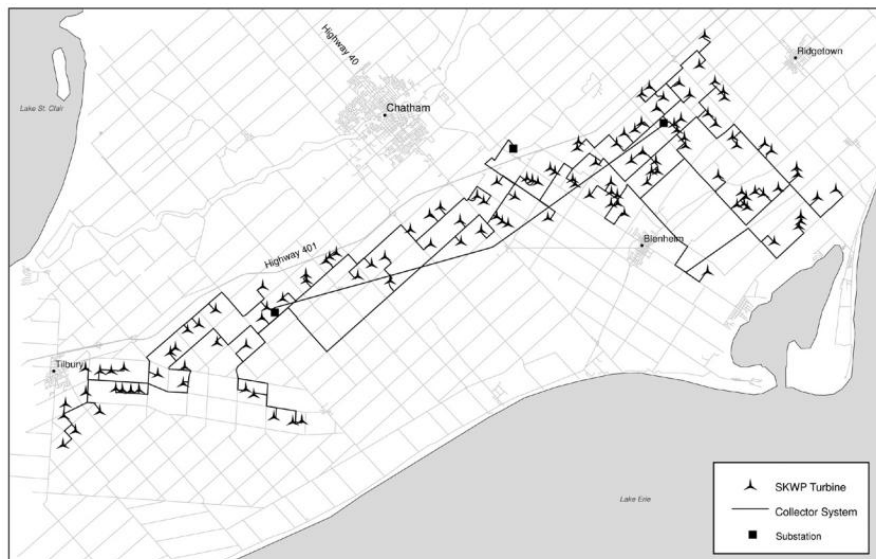 Highway 40
Ridgetown
Lake St. Clair
Chatham
Highway 401
Blenheim
Tilbury
Lake Erie
SKWP Turbine
Collector System
Substation